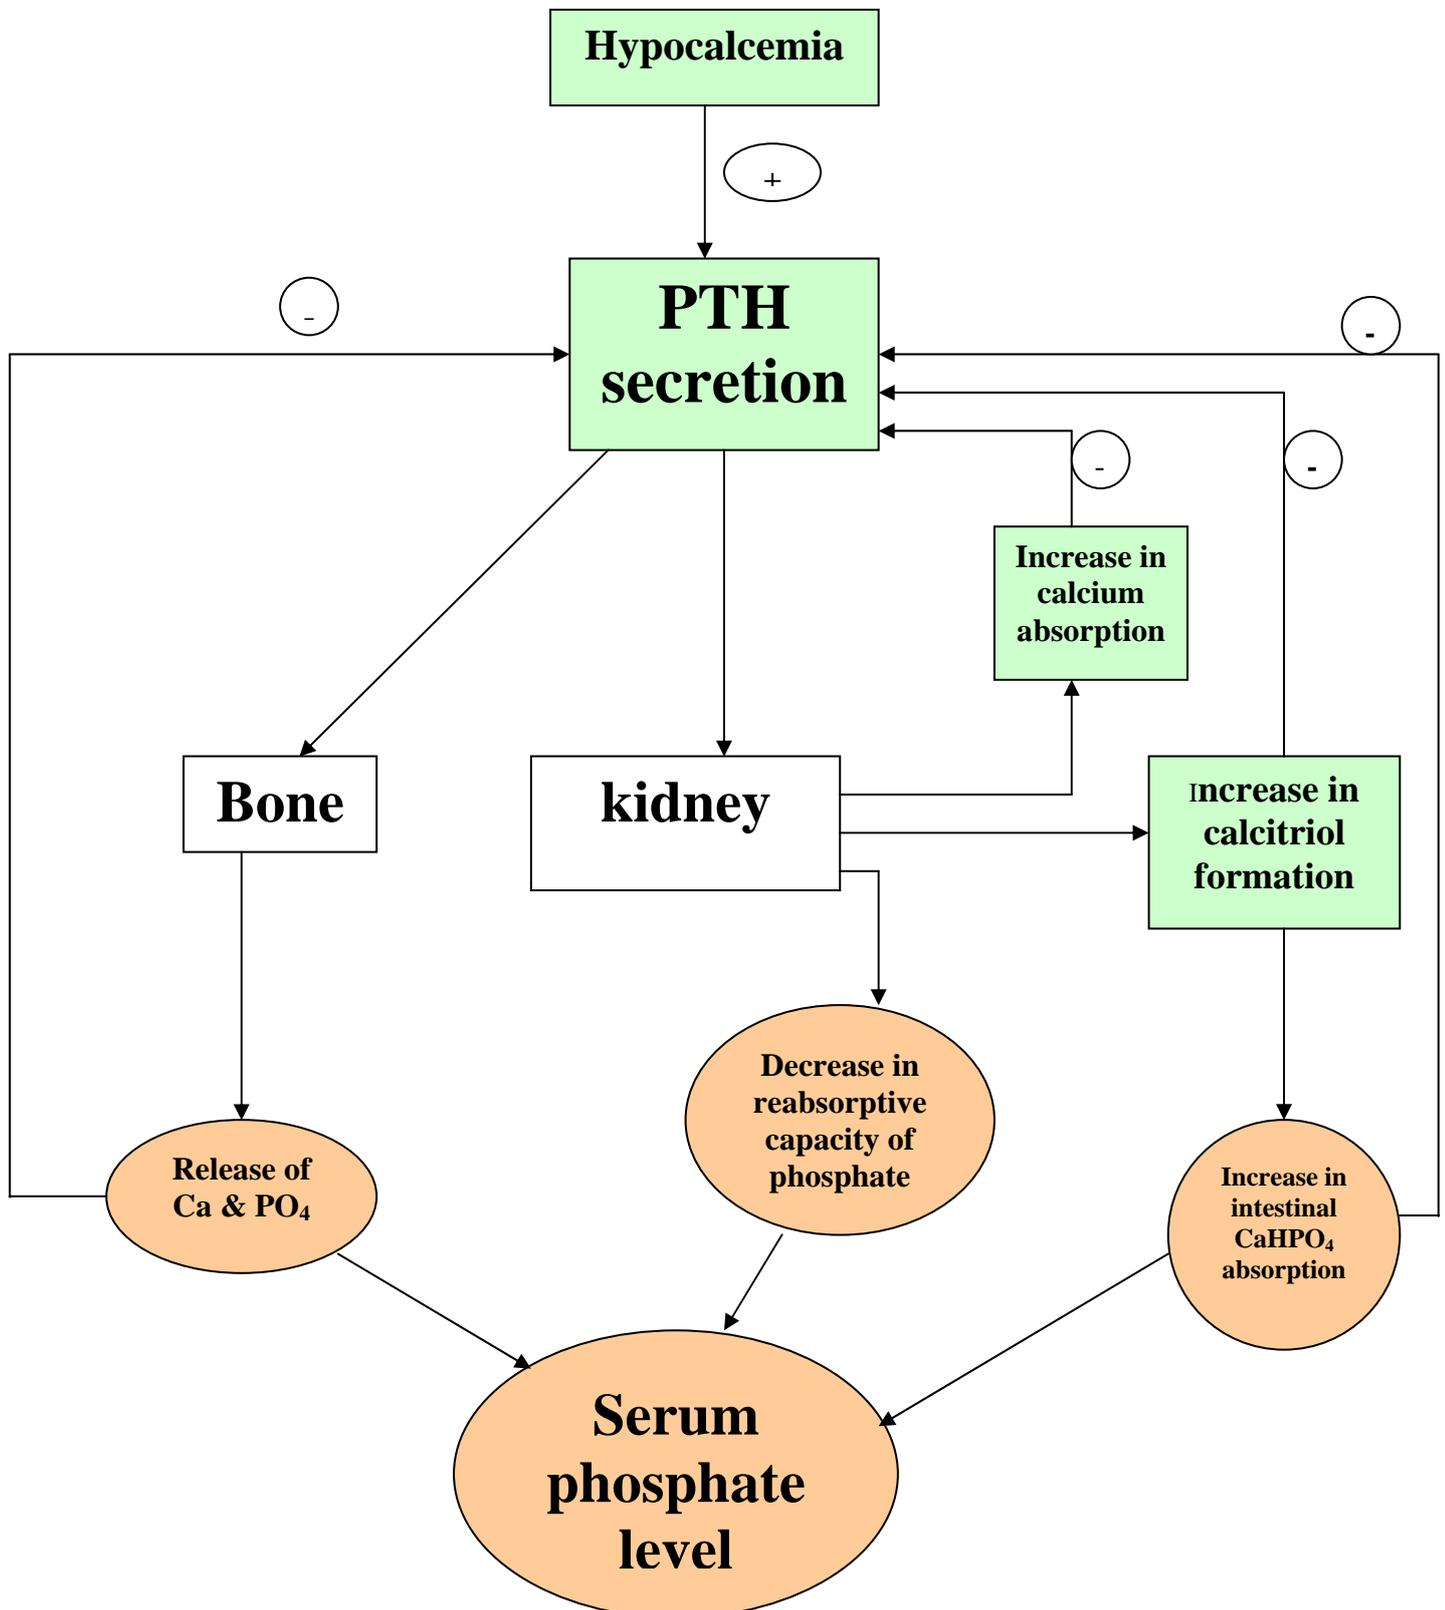 Hypocalcemia
+
PTH
secretion
-
-
-
-
Increase in
calcium
absorption
Bone
kidney
Increase in
calcitriol
formation
Decrease in
reabsorptive
capacity of
phosphate
Release of
Ca & PO₄
Increase in
intestinal
CaHPO₄
absorption
Serum
phosphate
level